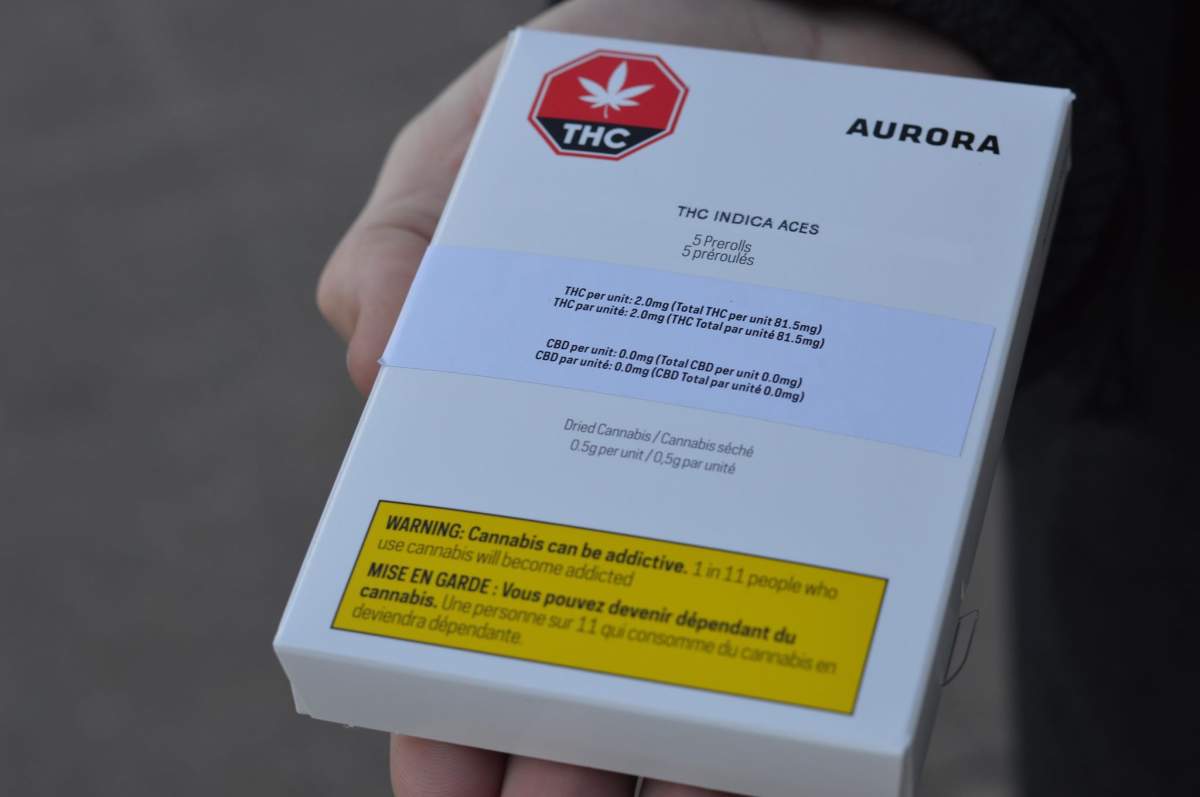 THC
AURORA
THC INDICA ACES
5 Prerolls
5 préroulés
THC per unit: 2.0mg (Total THC per unit 81.5mg)
THC par unité: 2.0mg (THC Total par unité 81.5mg)
CBD per unit: 0.0mg (Total CBD per unit 0.0mg)
CBD par unité: 0.0mg (CBD Total par unité 0.0mg)
Dried Cannabis / Cannabis séché
0.5g per unit / 0,5g par unité
WARNING: Cannabis can be addictive. 1 in 11 people who
use cannabis will become addicted
MISE EN GARDE : Vous pouvez devenir dépendant du
cannabis. Une personne sur 11 qui consomme du cannabis en
deviendra dépendante.